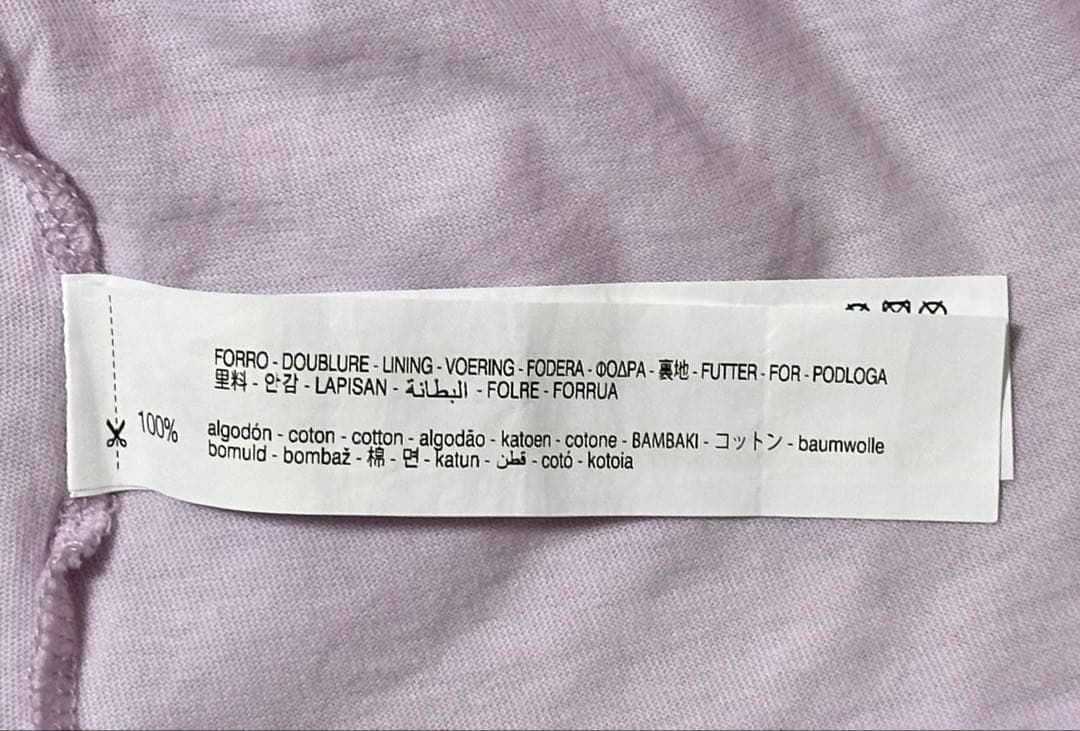 FORRO - DOUBLURE - LINING - VOERING - FODERA - ΦΟΔΡΑ - 裏地 - FUTTER - FOR - PODLOGA
里料 - 안감 - LAPISAN - البطانة - FOLRE - FORRUA
100% algodón - coton - cotton - algodão - katoen - cotone - BAMBAKI - コットン - baumwolle
bomuld - bombaž - 棉 - 면 - katun - قطن - cotó - kotoia